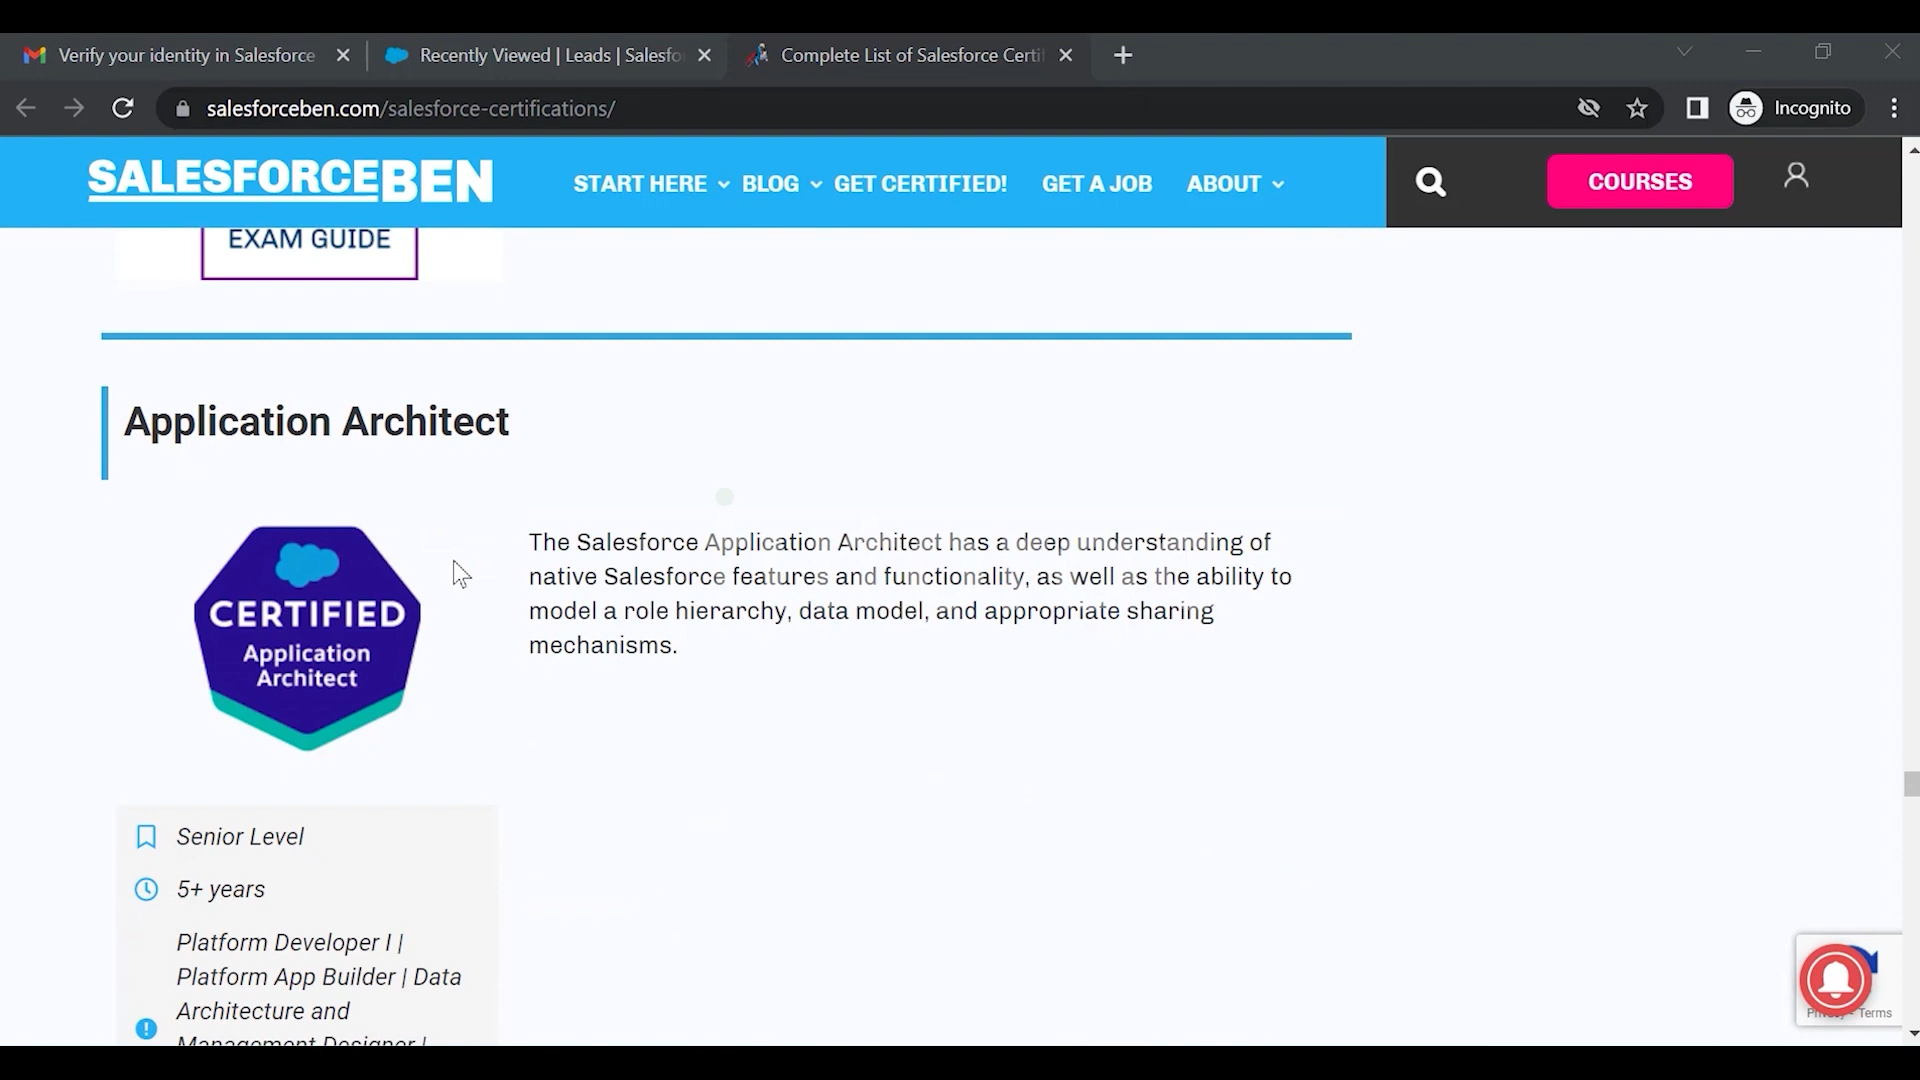 Verify your identity in Salesforce
Recently Viewed | Leads | Salesfo
Complete List of Salesforce Certi
salesforceben.com/salesforce-certifications/
Incognito
SALESFORCEBEN
START HERE
BLOG
GET CERTIFIED!
GET A JOB
ABOUT
COURSES
EXAM GUIDE
Application Architect
CERTIFIED
Application
Architect
The Salesforce Application Architect has a deep understanding of
native Salesforce features and functionality, as well as the ability to
model a role hierarchy, data model, and appropriate sharing
mechanisms.
Senior Level
5+ years
Platform Developer I |
Platform App Builder | Data
Architecture and
Management Designer |
Privacy - Terms